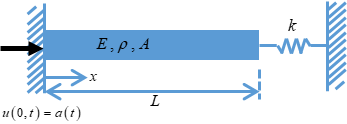 E , ρ , A
k
x
L
u(0,t) = a(t)